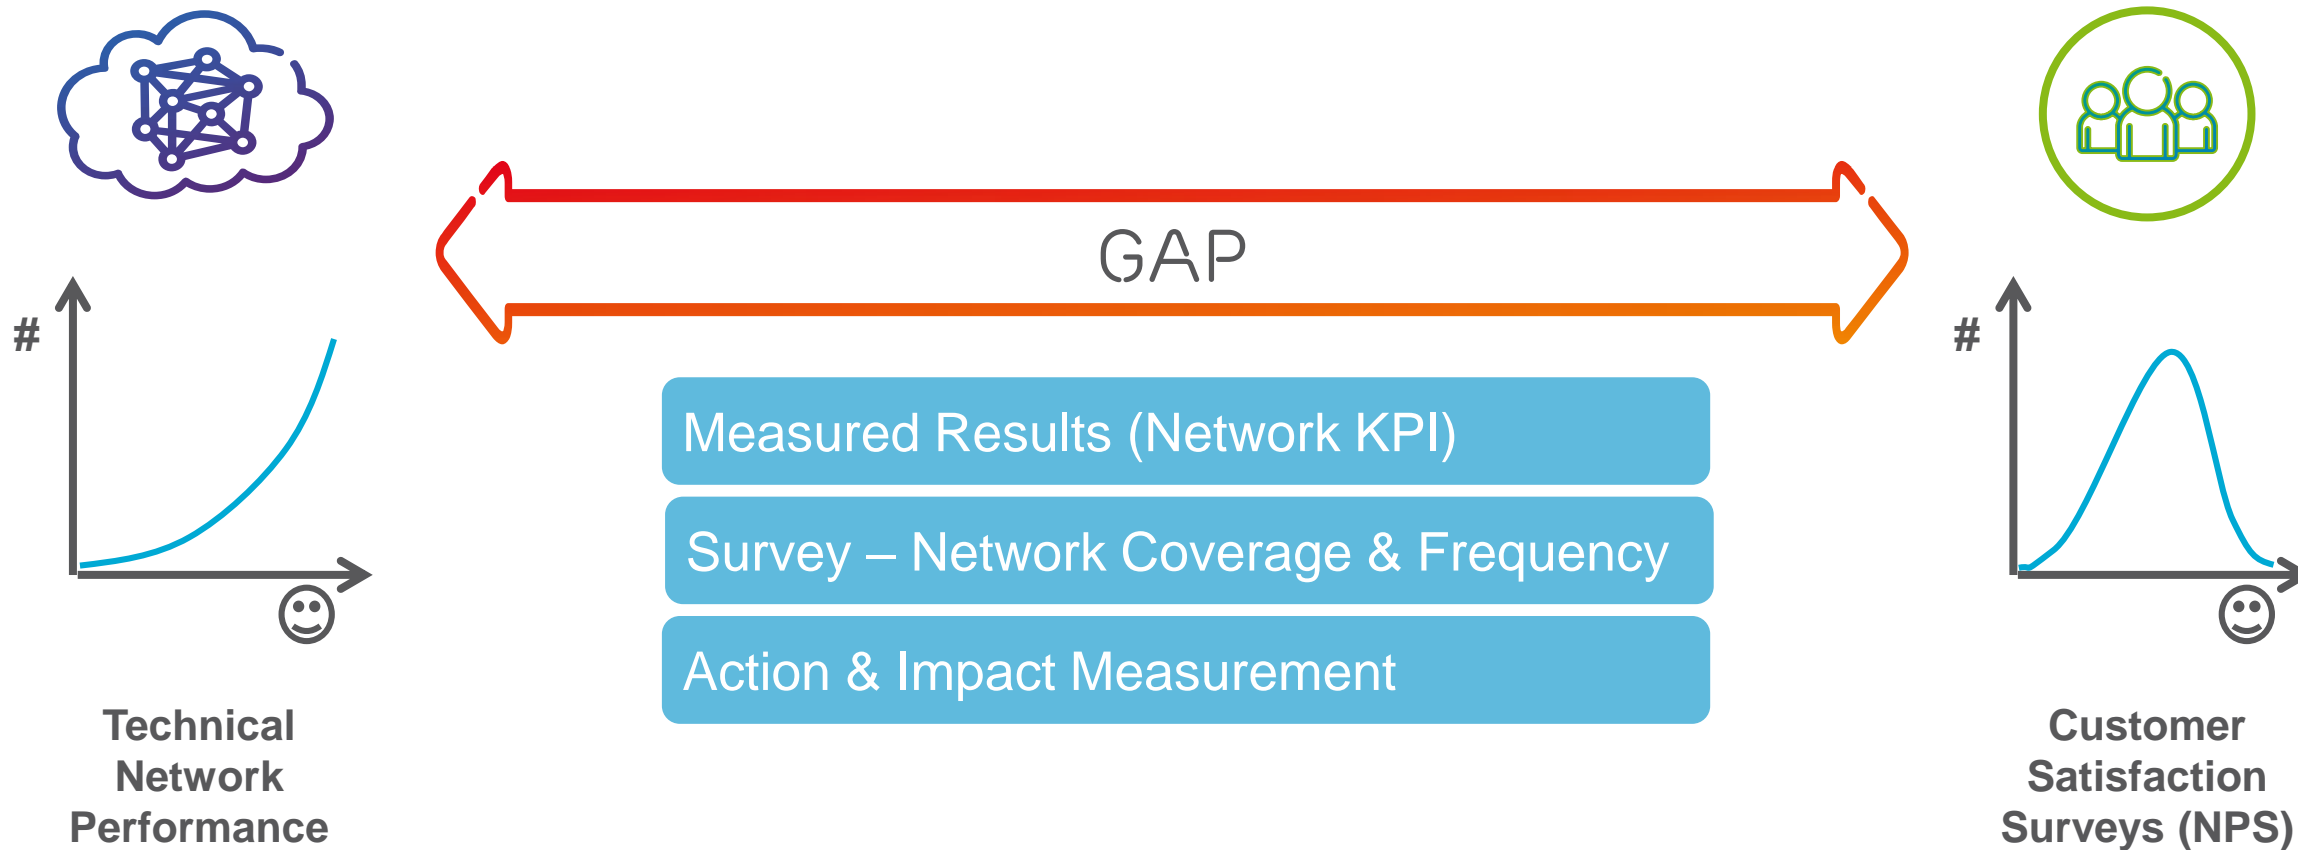 GAP
#
#
Measured Results (Network KPI)
Survey – Network Coverage & Frequency
Action & Impact Measurement
Technical
Network
Performance
Customer
Satisfaction
Surveys (NPS)